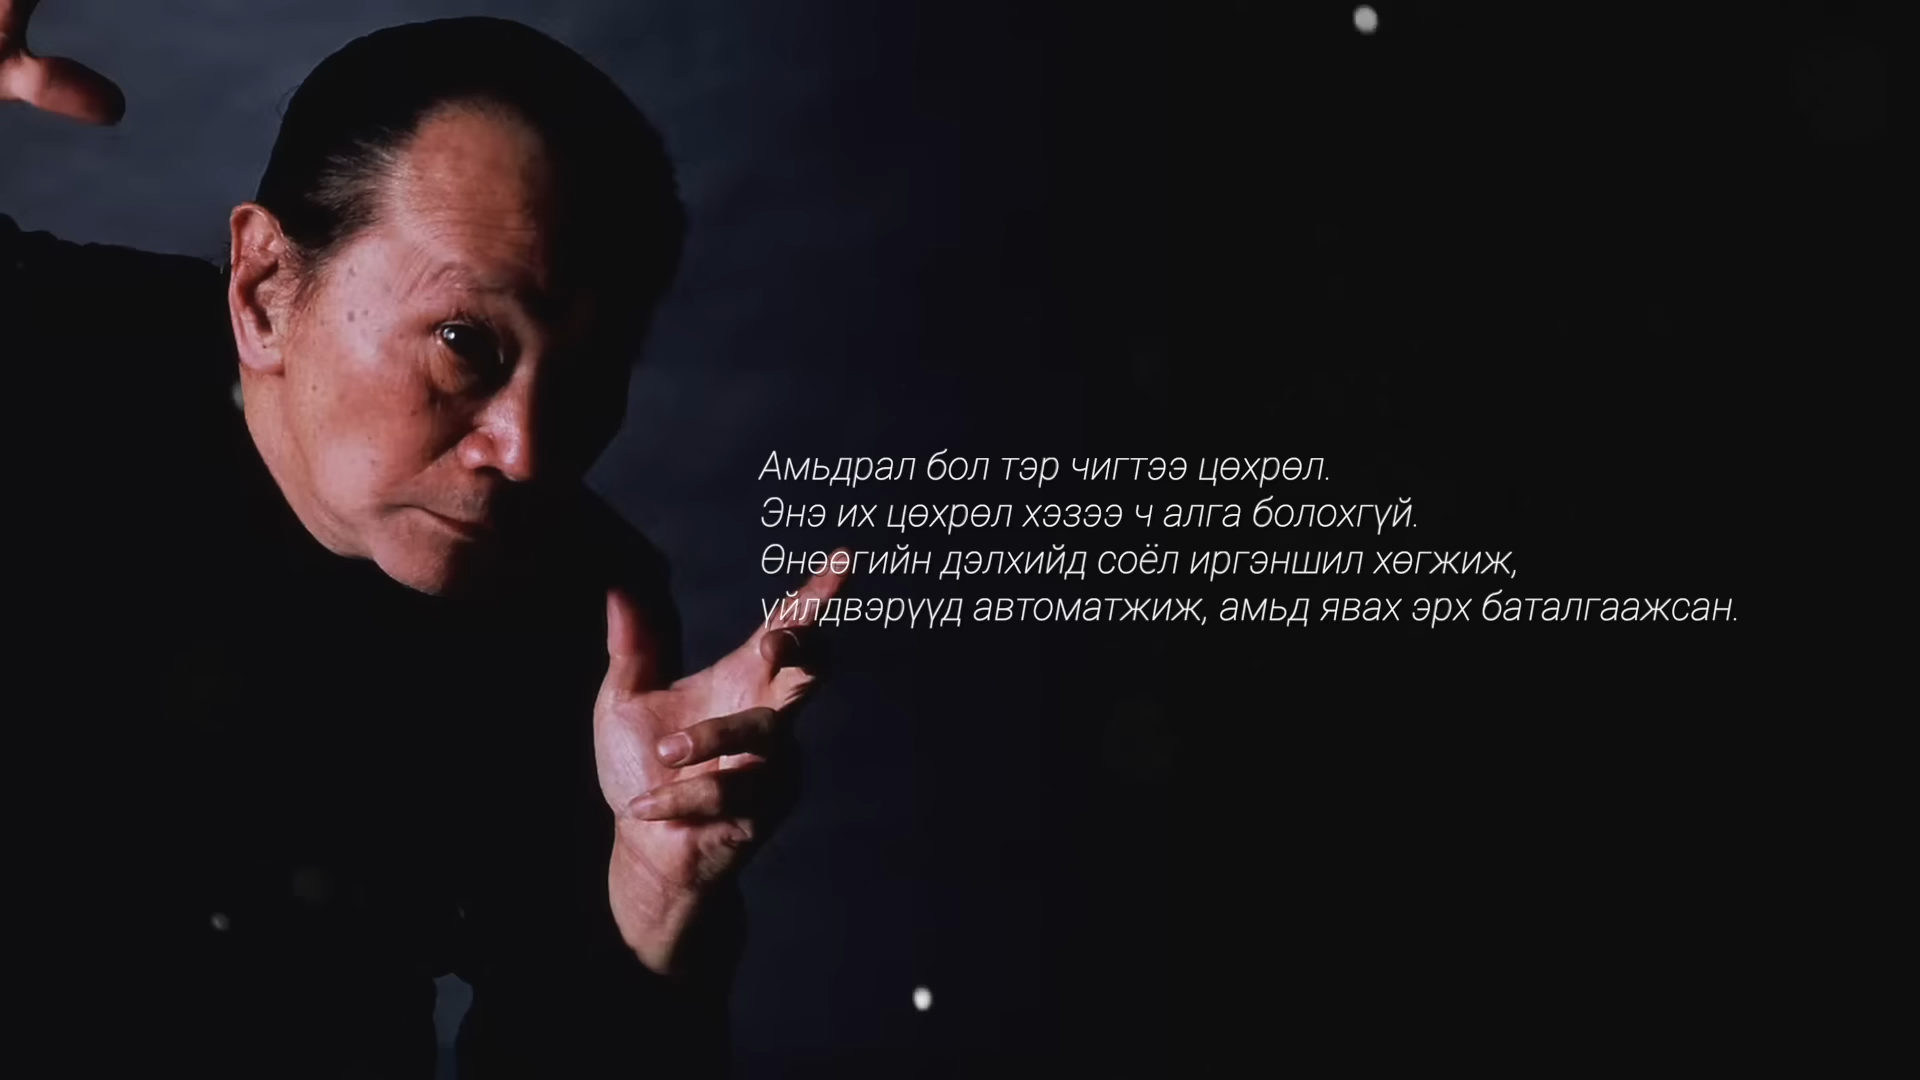 Амьдрал бол тэр чигтээ цөхрөл.
Энэ их цөхрөл хэзээ ч алга болохгүй.
Өнөөгийн дэлхийд соёл иргэншил хөгжиж,
үйлдвэрүүд автоматжиж, амьд явах эрх баталгаажсан.